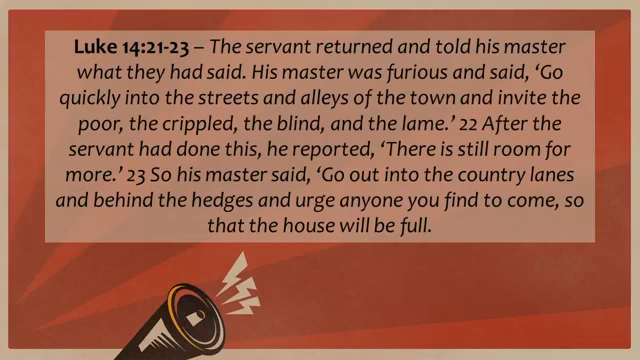 Luke 14:21-23 – The servant returned and told his master
what they had said. His master was furious and said, ‘Go
quickly into the streets and alleys of the town and invite the
poor, the crippled, the blind, and the lame.’ 22 After the
servant had done this, he reported, ‘There is still room for
more.’ 23 So his master said, ‘Go out into the country lanes
and behind the hedges and urge anyone you find to come, so
that the house will be full.